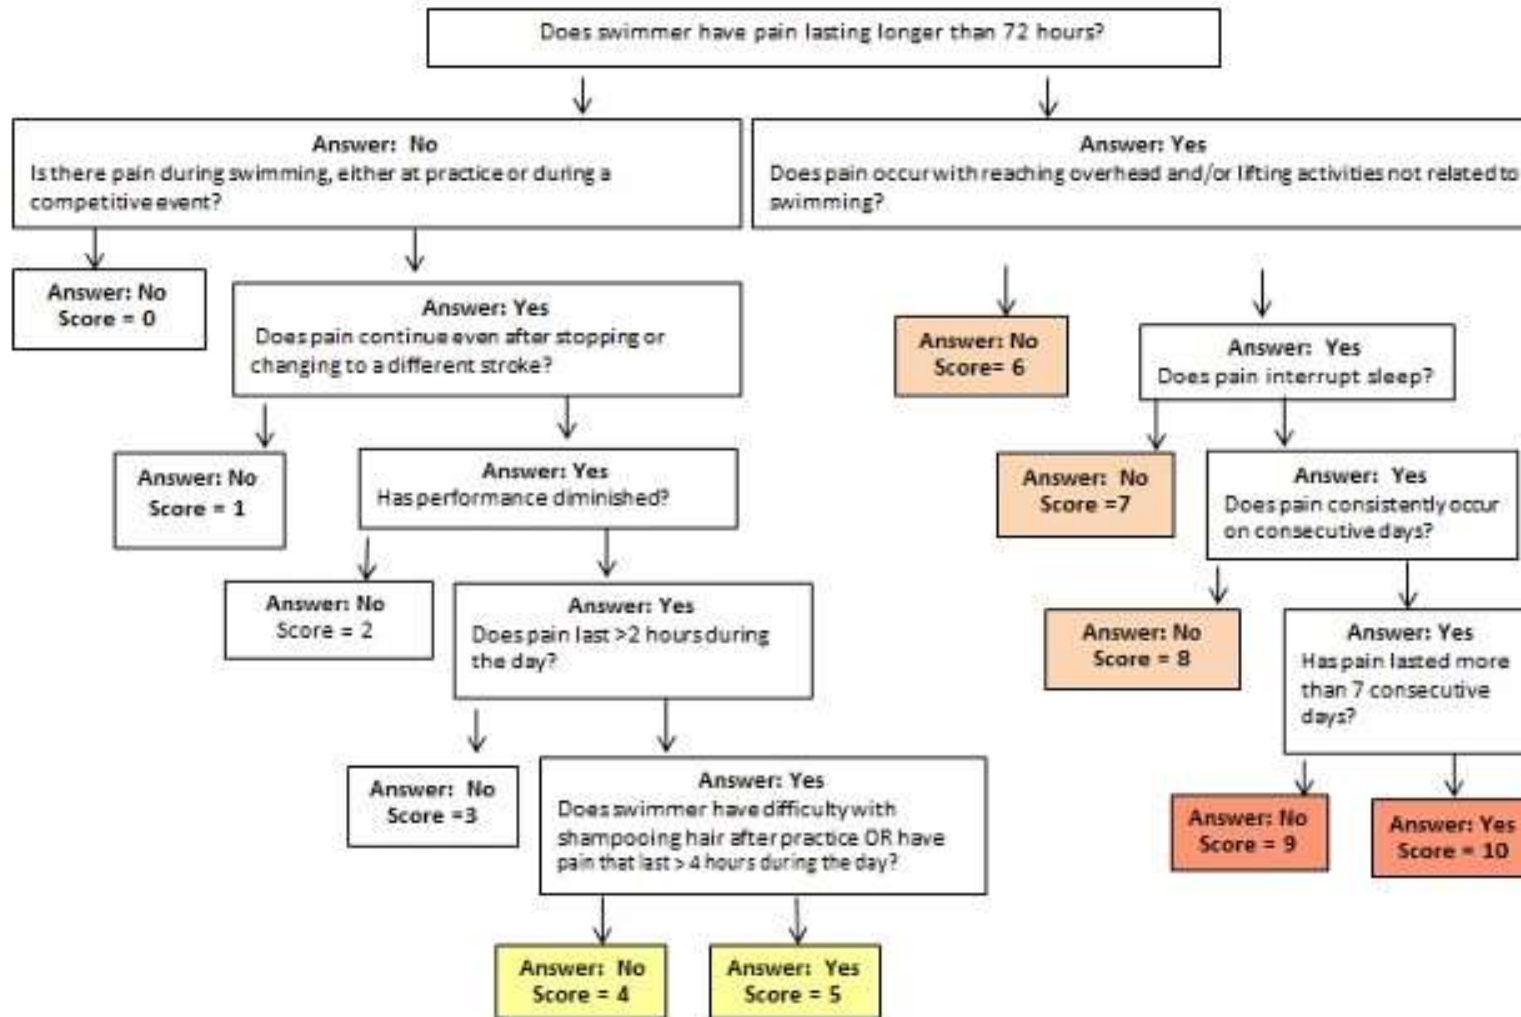 Does swimmer have pain lasting longer than 72 hours?
Answer: No
Is there pain during swimming, either at practice or during a
competitive event?
Answer: Yes
Does pain occur with reaching overhead and/or lifting activities not related to
swimming?
Answer: No
Score = 0
Answer: Yes
Does pain continue even after stopping or
changing to a different stroke?
Answer: No
Score= 6
Answer: Yes
Does pain interrupt sleep?
Answer: No
Score = 1
Answer: Yes
Has performance diminished?
Answer: No
Score =7
Answer: Yes
Does pain consistently occur
on consecutive days?
Answer: No
Score = 2
Answer: Yes
Does pain last >2 hours during
the day?
Answer: No
Score = 8
Answer: Yes
Has pain lasted more
than 7 consecutive
days?
Answer: No
Score =3
Answer: Yes
Does swimmer have difficulty with
shampooing hair after practice OR have
pain that last > 4 hours during the day?
Answer: No
Score = 9
Answer: Yes
Score = 10
Answer: No
Score = 4
Answer: Yes
Score = 5